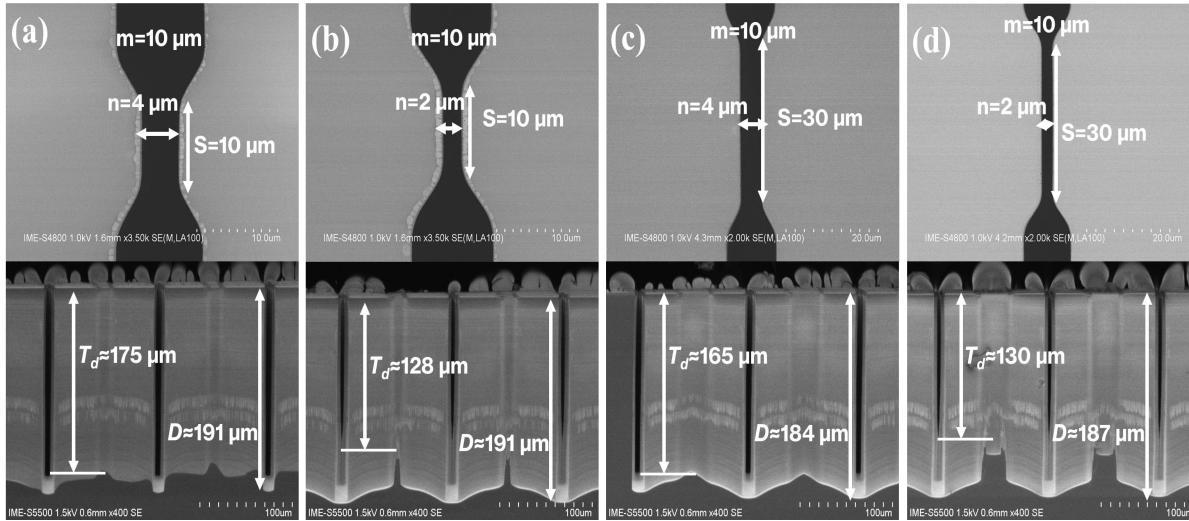 (a)
m=10 µm
n=4 µm
S=10 µm
IME-S4800 1.0kV 1.6mm x3.50k SE(M,LA100)
10.0um
(b)
m=10 µm
n=2 µm
S=10 µm
IME-S4800 1.0kV 1.6mm x3.50k SE(M,LA100)
10.0um
(c)
m=10 µm
n=4 µm
S=30 µm
IME-S4800 1.0kV 4.3mm x2.00k SE(M,LA100)
20.0um
(d)
m=10 µm
n=2 µm
S=30 µm
IME-S4800 1.0kV 4.2mm x2.00k SE(M,LA100)
20.0um
Td≈175 µm
D≈191 µm
IME-S5500 1.5kV 0.6mm x400 SE
100um
Td≈128 µm
D≈191 µm
IME-S5500 1.5kV 0.6mm x400 SE
100um
Td≈165 µm
D≈184 µm
IME-S5500 1.5kV 0.6mm x400 SE
100um
Td≈130 µm
D≈187 µm
IME-S5500 1.5kV 0.6mm x400 SE
100um